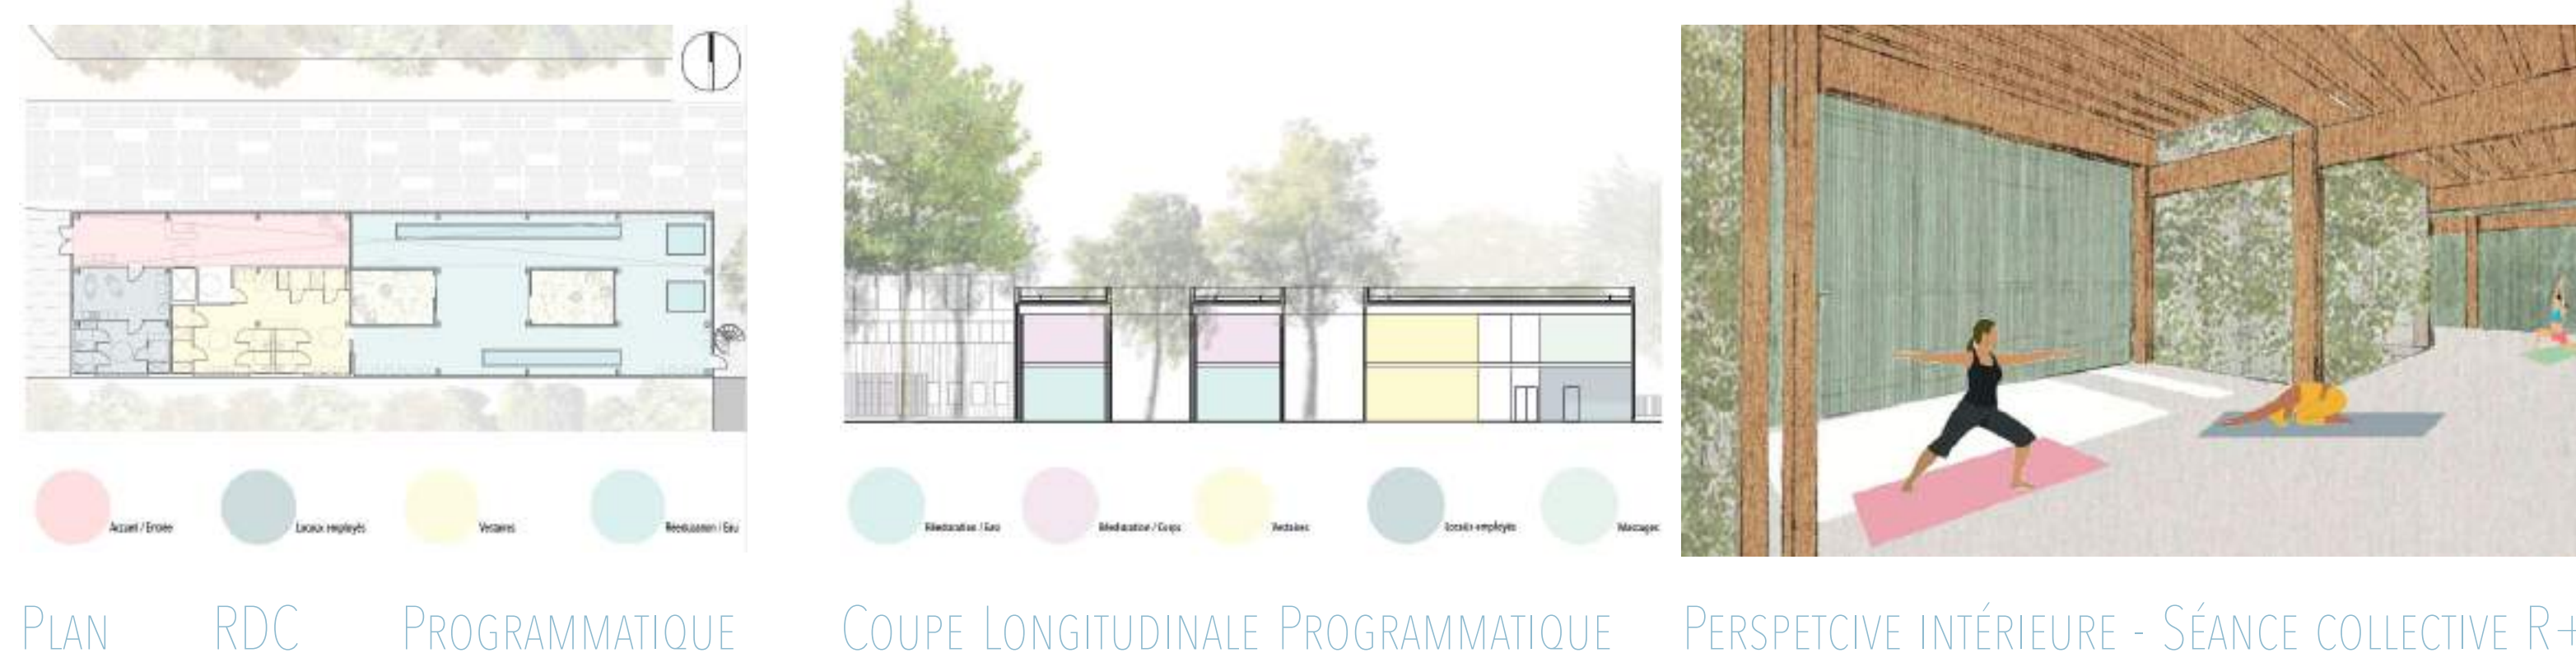 Accueil / Entrée
Locaux employés
Vestiaires
Rééducation / Eau
Rééducation / Eau
Rééducation / Corps
Vestiaires
Locaux employés
Massages
PLAN RDC PROGRAMMATIQUE
COUPE LONGITUDINALE PROGRAMMATIQUE
PERSPETCIVE INTÉRIEURE - SÉANCE COLLECTIVE R+